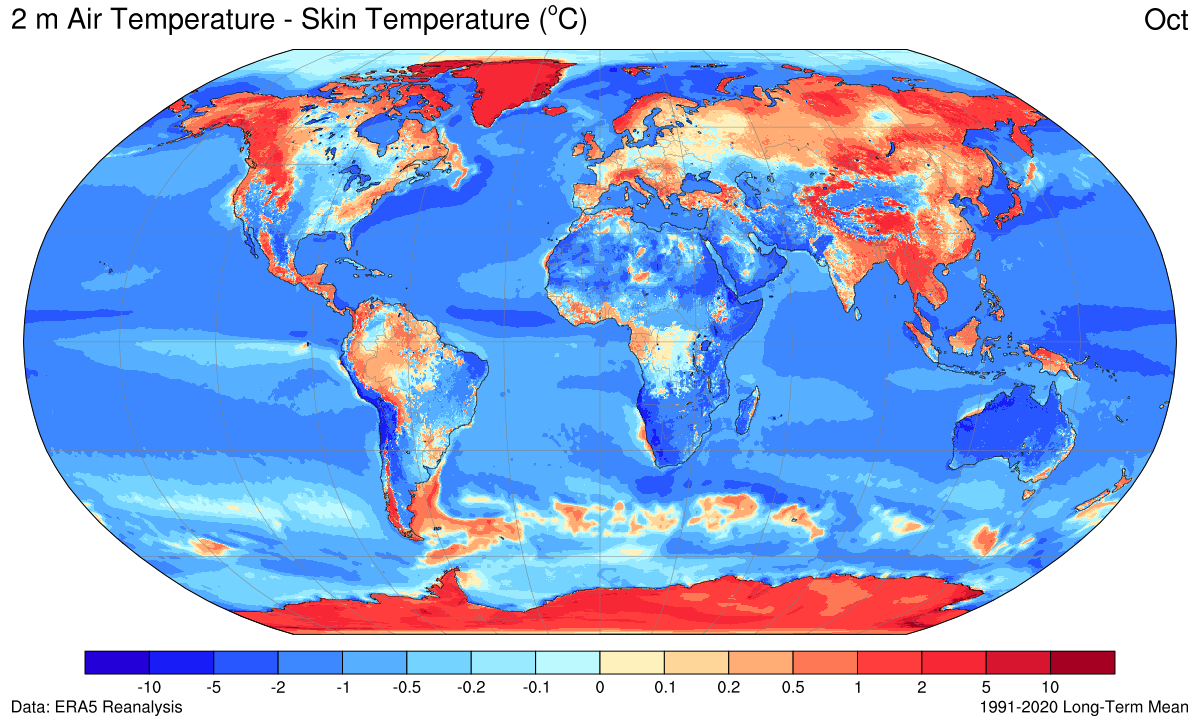 2 m Air Temperature - Skin Temperature (°C)
Oct
-10 -5 -2 -1 -0.5 -0.2 -0.1 0 0.1 0.2 0.5 1 2 5 10
Data: ERA5 Reanalysis
1991-2020 Long-Term Mean